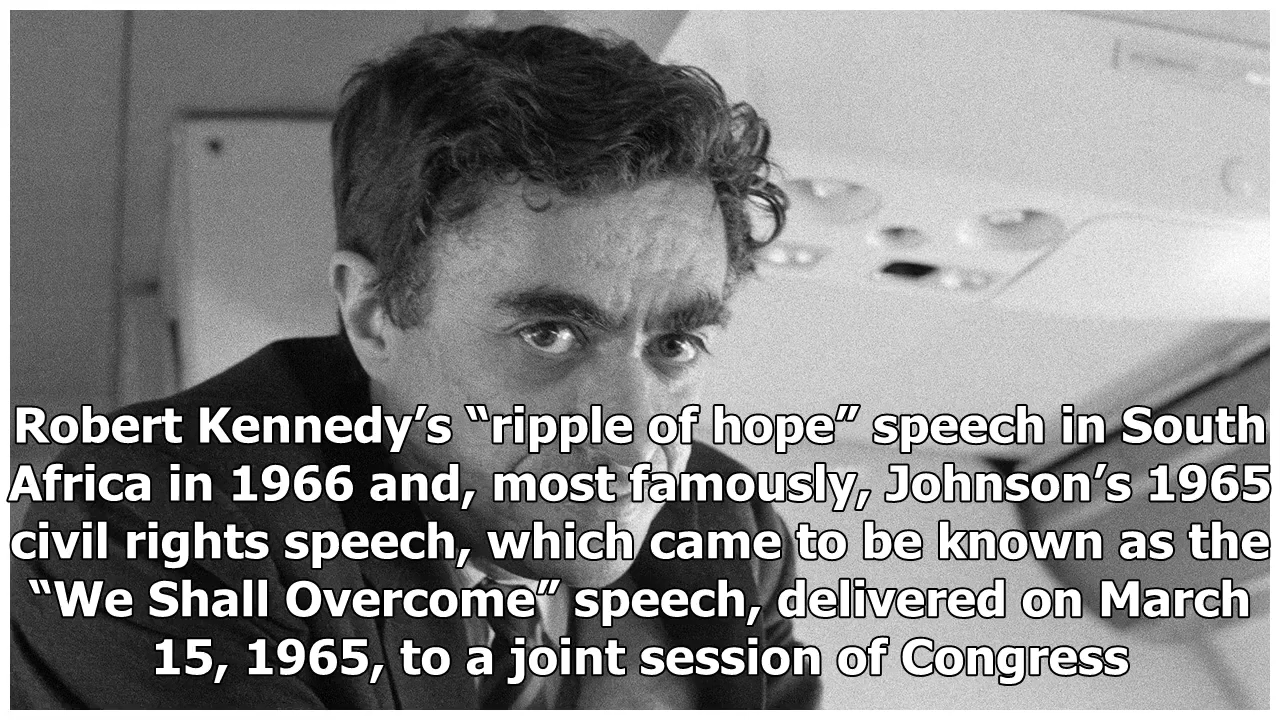 Robert Kennedy’s “ripple of hope” speech in South
Africa in 1966 and, most famously, Johnson’s 1965
civil rights speech, which came to be known as the
“We Shall Overcome” speech, delivered on March
15, 1965, to a joint session of Congress